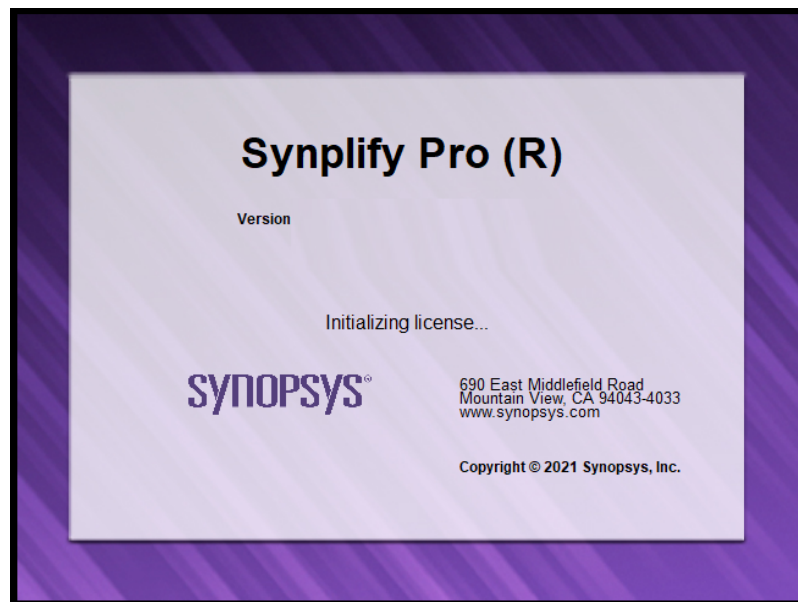 Synplify Pro (R)
Version
Initializing license...
SYNOPSYS®
690 East Middlefield Road
Mountain View, CA 94043-4033
www.synopsys.com
Copyright © 2021 Synopsys, Inc.